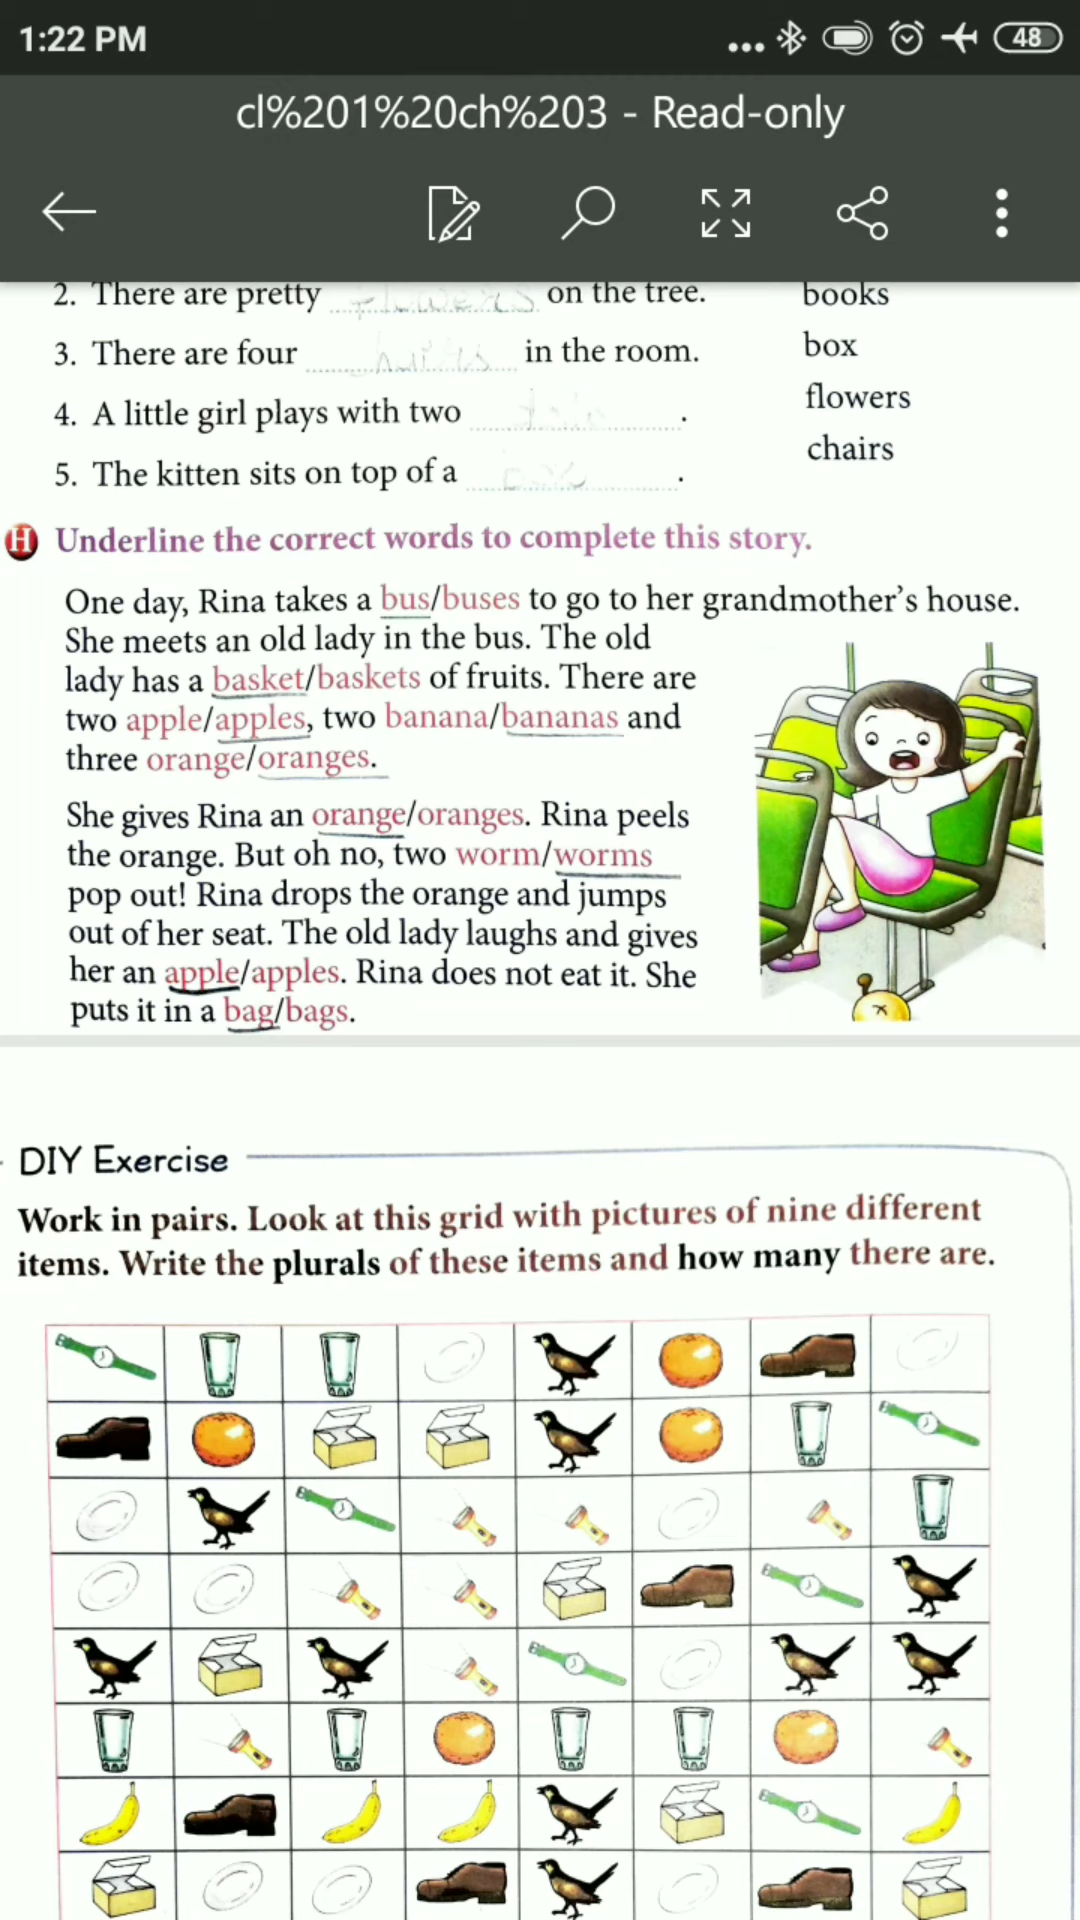 1:22 PM
48
cl%201%20ch%203 - Read-only
2. There are pretty flowers on the tree.
books
3. There are four in the room.
box
4. A little girl plays with two .
flowers
5. The kitten sits on top of a box .
chairs
H Underline the correct words to complete this story.
One day, Rina takes a bus/buses to go to her grandmother's house.
She meets an old lady in the bus. The old
lady has a basket/baskets of fruits. There are
two apple/apples, two banana/bananas and
three orange/oranges.
She gives Rina an orange/oranges. Rina peels
the orange. But oh no, two worm/worms
pop out! Rina drops the orange and jumps
out of her seat. The old lady laughs and gives
her an apple/apples. Rina does not eat it. She
puts it in a bag/bags.
DIY Exercise
Work in pairs. Look at this grid with pictures of nine different
items. Write the plurals of these items and how many there are.